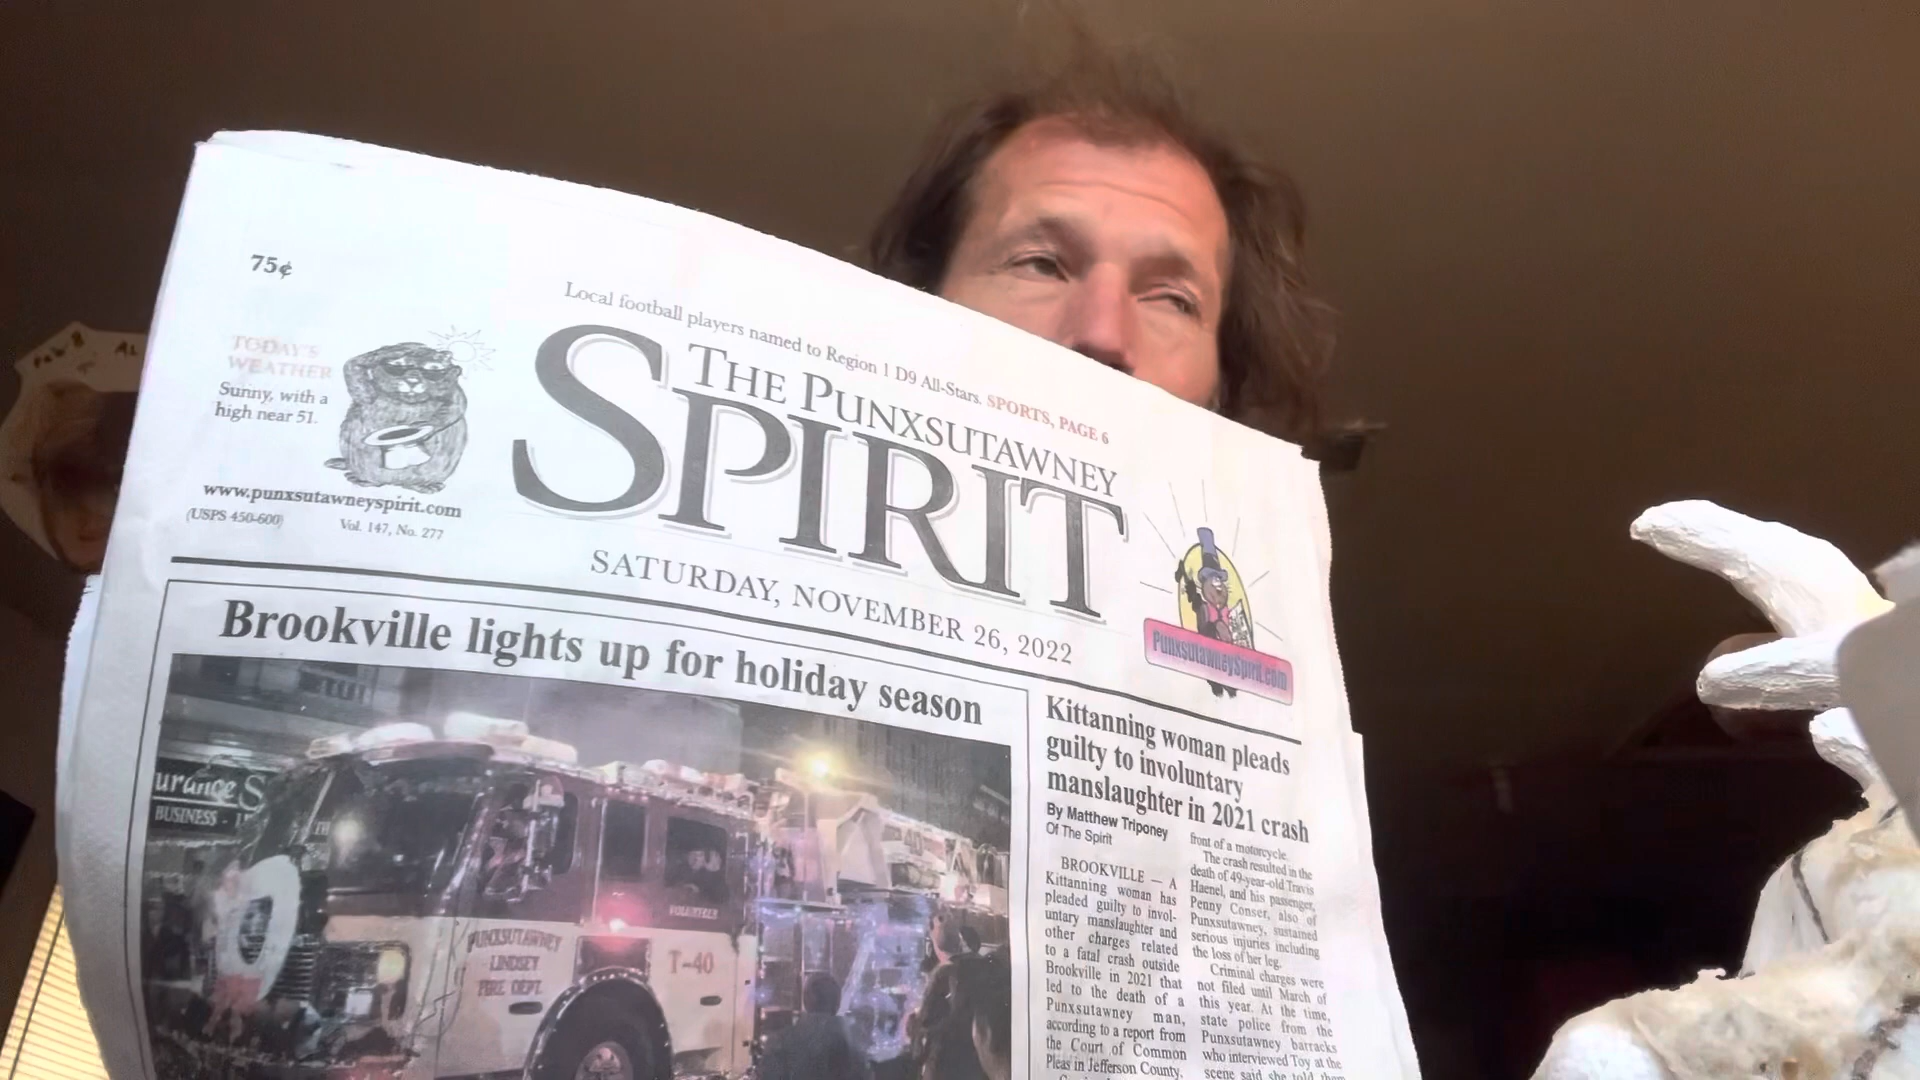 75¢
Local football players named to Region 1 D9 All-Stars. SPORTS, PAGE 6
TODAY'S
WEATHER
Sunny, with a
high near 51.
www.punxsutawneyspirit.com
(USPS 450-600)
Vol. 147, No. 277
THE PUNXSUTAWNEY
SPIRIT
SATURDAY, NOVEMBER 26, 2022
PunxsutawneySpirit.com
Brookville lights up for holiday season
urance S
BUSINESS
VOLUNTEER
PUNXSUTAWNEY
LINDSEY
FIRE DEPT.
T-40
Kittanning woman pleads
guilty to involuntary
manslaughter in 2021 crash
By Matthew Triponey
Of The Spirit
BROOKVILLE — A
Kittanning woman has
pleaded guilty to invol-
untary manslaughter and
other charges related
to a fatal crash outside
Brookville in 2021 that
led to the death of a
Punxsutawney man,
according to a report from
the Court of Common
Pleas in Jefferson County.
front of a motorcycle.
The crash resulted in the
death of 49-year-old Travis
Haenel, and his passenger,
Penny Conser, also of
Punxsutawney, sustained
serious injuries including
the loss of her leg.
Criminal charges were
not filed until March of
this year. At the time,
state police from the
Punxsutawney barracks
who interviewed Toy at the
scene said she told them